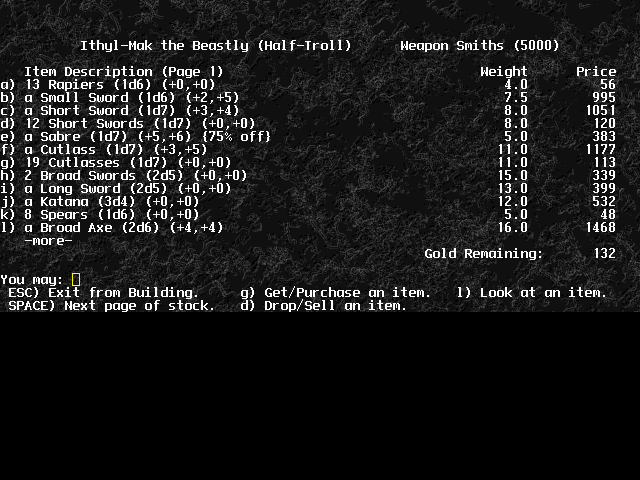 Ithyl-Mak the Beastly (Half-Troll) Weapon Smiths (5000)
Item Description (Page 1) Weight Price
a) 13 Rapiers (1d6) (+0,+0) 4.0 56
b) a Small Sword (1d6) (+2,+5) 7.5 995
c) a Short Sword (1d7) (+3,+4) 8.0 1051
d) 12 Short Swords (1d7) (+0,+0) 8.0 120
e) a Sabre (1d7) (+5,+6) {75% off} 5.0 383
f) a Cutlass (1d7) (+3,+5) 11.0 1177
g) 19 Cutlasses (1d7) (+0,+0) 11.0 113
h) 2 Broad Swords (2d5) (+0,+0) 15.0 339
i) a Long Sword (2d5) (+0,+0) 13.0 399
j) a Katana (3d4) (+0,+0) 12.0 532
k) 8 Spears (1d6) (+0,+0) 5.0 48
l) a Broad Axe (2d6) (+4,+4) 16.0 1468
-more-
Gold Remaining: 132
You may:
ESC) Exit from Building. g) Get/Purchase an item. l) Look at an item.
SPACE) Next page of stock. d) Drop/Sell an item.